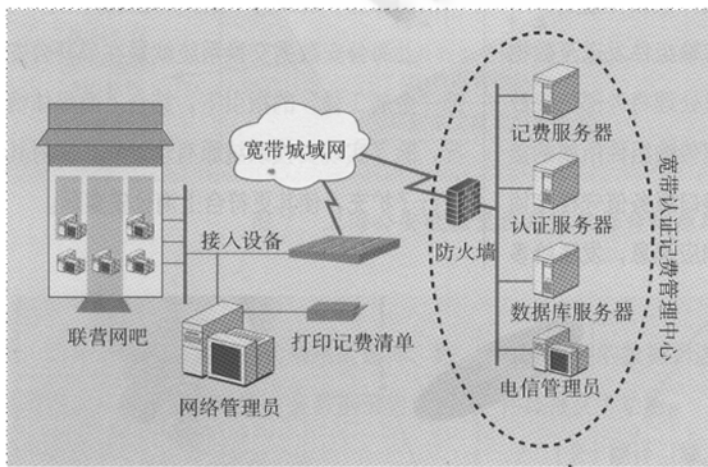 记费服务器
宽带城域网
认证服务器
接入设备
防火墙
数据库服务器
联营网吧
打印记费清单
电信管理员
网络管理员
宽带认证记费管理中心